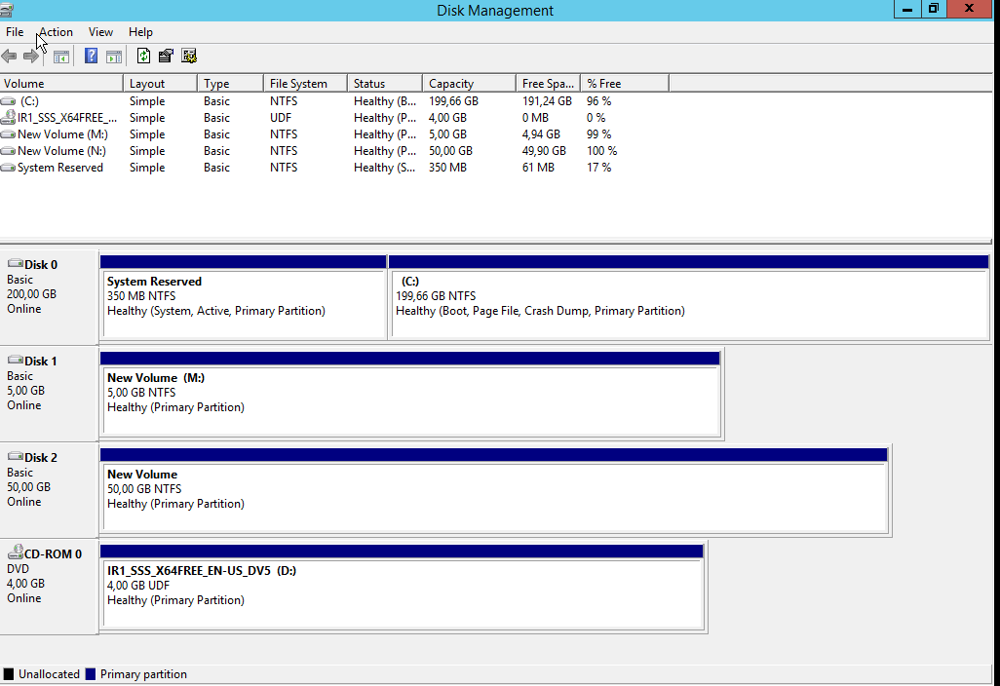 Disk Management
File Action View Help
Volume Layout Type File System Status Capacity Free Spa... % Free
(C:) Simple Basic NTFS Healthy (B... 199,66 GB 191,24 GB 96 %
IR1_SSS_X64FREE_... Simple Basic UDF Healthy (P... 4,00 GB 0 MB 0 %
New Volume (M:) Simple Basic NTFS Healthy (P... 5,00 GB 4,94 GB 99 %
New Volume (N:) Simple Basic NTFS Healthy (P... 50,00 GB 49,90 GB 100 %
System Reserved Simple Basic NTFS Healthy (S... 350 MB 61 MB 17 %
Disk 0
Basic
200,00 GB
Online
System Reserved
350 MB NTFS
Healthy (System, Active, Primary Partition)
(C:)
199,66 GB NTFS
Healthy (Boot, Page File, Crash Dump, Primary Partition)
Disk 1
Basic
5,00 GB
Online
New Volume (M:)
5,00 GB NTFS
Healthy (Primary Partition)
Disk 2
Basic
50,00 GB
Online
New Volume
50,00 GB NTFS
Healthy (Primary Partition)
CD-ROM 0
DVD
4,00 GB
Online
IR1_SSS_X64FREE_EN-US_DV5 (D:)
4,00 GB UDF
Healthy (Primary Partition)
Unallocated Primary partition